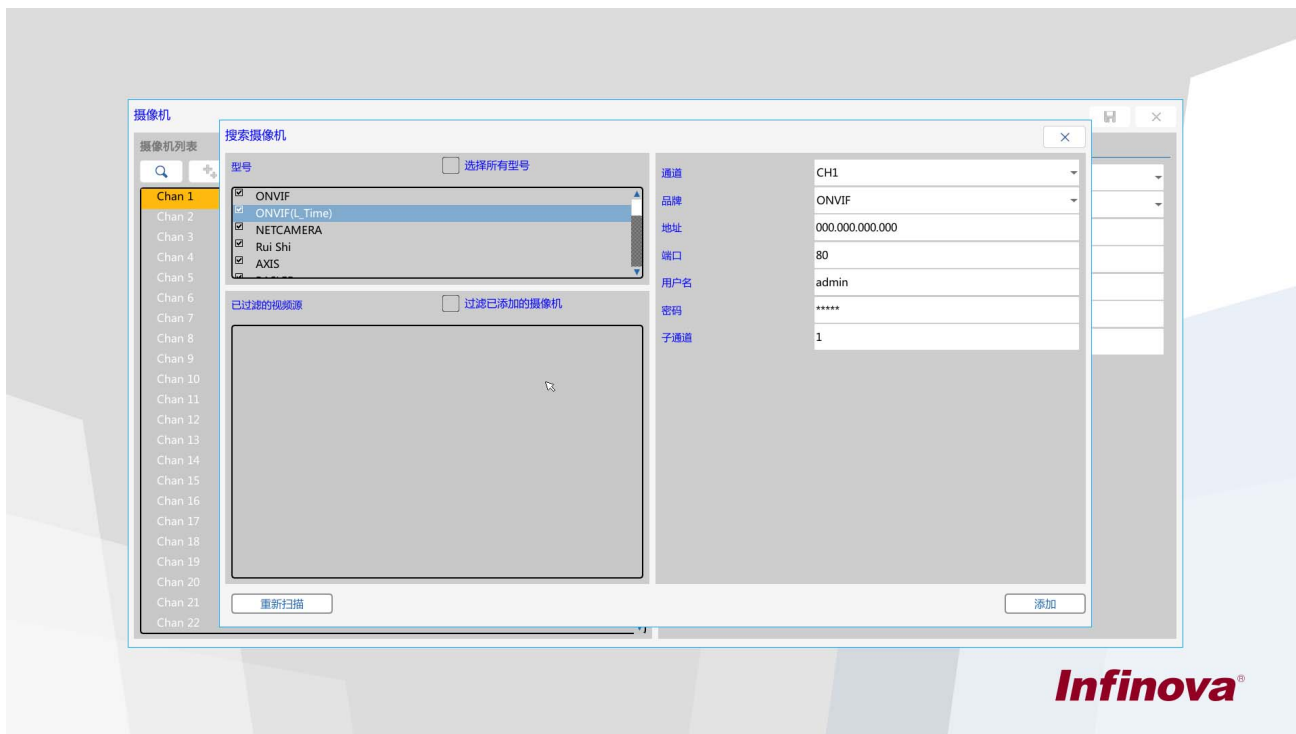 摄像机
搜索摄像机
摄像机列表
型号
选择所有型号
ONVIF
ONVIF(L_Time)
NETCAMERA
Rui Shi
AXIS
已过滤的视频源
过滤已添加的摄像机
通道
CH1
品牌
ONVIF
地址
000.000.000.000
端口
80
用户名
admin
密码
*****
子通道
1
Chan 1
Chan 2
Chan 3
Chan 4
Chan 5
Chan 6
Chan 7
Chan 8
Chan 9
Chan 10
Chan 11
Chan 12
Chan 13
Chan 14
Chan 15
Chan 16
Chan 17
Chan 18
Chan 19
Chan 20
Chan 21
Chan 22
重新扫描
添加
Infinova®